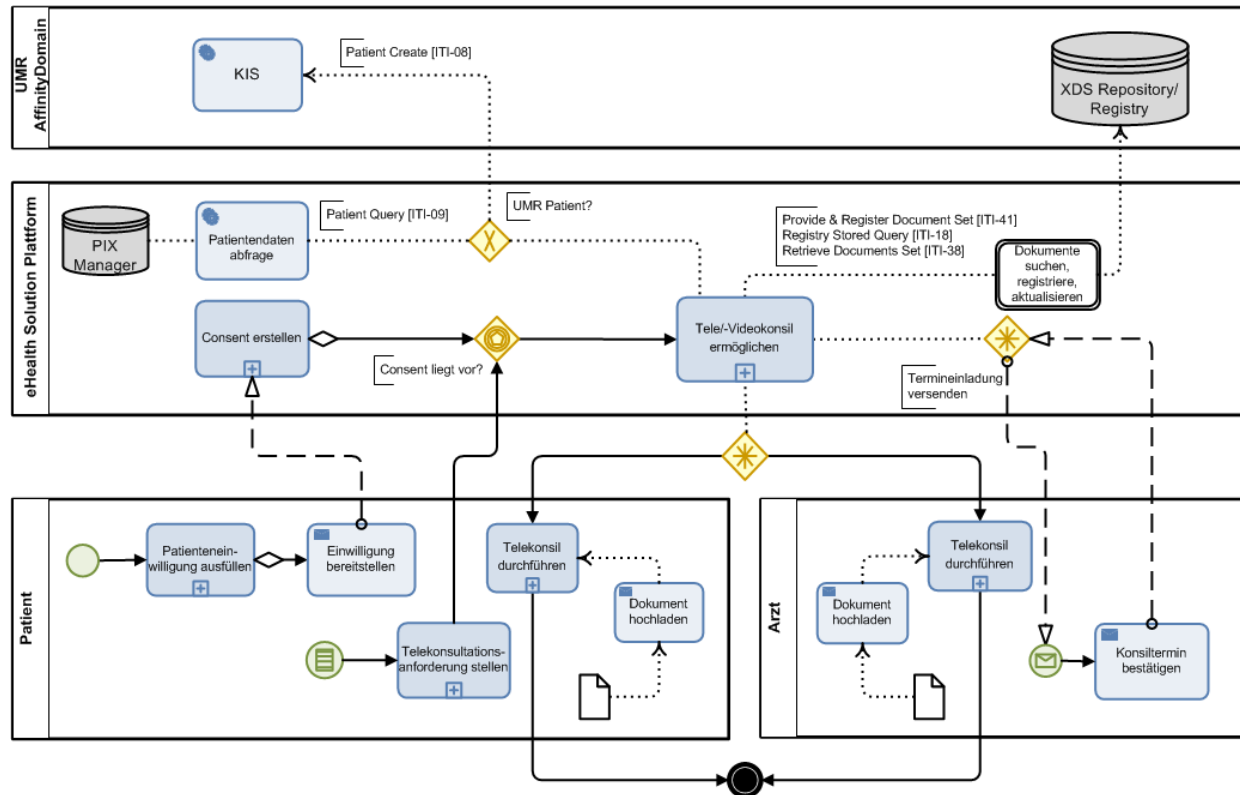 UMR
AffinityDomain
KIS
Patient Create [ITI-08]
XDS Repository/
Registry
eHealth Solution Plattform
PIX
Manager
Patientendaten
abfrage
Patient Query [ITI-09]
UMR Patient?
Provide & Register Document Set [ITI-41]
Registry Stored Query [ITI-18]
Retrieve Documents Set [ITI-38]
Dokumente
suchen,
registriere,
aktualisieren
Consent erstellen
Consent liegt vor?
Tele/-Videokonsil
ermöglichen
Termineinladung
versenden
Patient
Patientenein-
willigung ausfüllen
Einwilligung
bereitstellen
Telekonsultations-
anforderung stellen
Telekonsil
durchführen
Dokument
hochladen
Arzt
Dokument
hochladen
Telekonsil
durchführen
Konsiltermin
bestätigen